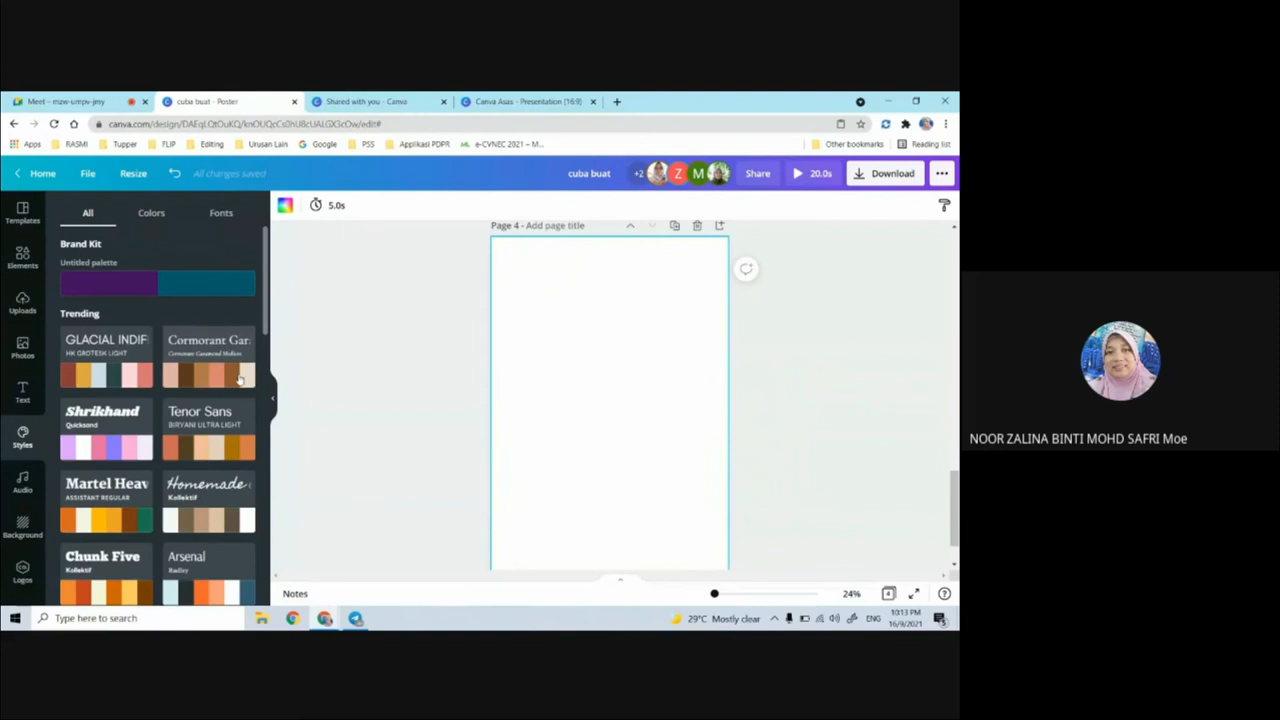 Meet - mzw-umpv-jmy
cuba buat - Poster
Shared with you - Canva
Canva Asas - Presentation (16:9)
Apps
RASMI
Tupper
FLIP
Editing
Urusan Lain
Google
PSS
Applikasi PDPR
e-CVNEC 2021 – M...
Other bookmarks
Reading list
Home
File
Resize
All changes saved
cuba buat
+2
Z
M
Share
20.0s
Download
Templates
Elements
Uploads
Photos
Text
Styles
Audio
Background
Logos
All
Colors
Fonts
5.0s
Brand Kit
Untitled palette
Trending
GLACIAL INDIF
HK GROTESK LIGHT
Cormorant Gar
Cormorant Garamond Medium
Shrikhand
Quicksand
Tenor Sans
BIRYANI ULTRA LIGHT
Martel Heav
ASSISTANT REGULAR
Homemade
Kollektif
Chunk Five
Kollektif
Arsenal
Radley
Page 4 - Add page title
Notes
24%
4
Type here to search
29°C Mostly clear
ENG
10:13 PM
16/9/2021
NOOR ZALINA BINTI MOHD SAFRI Moe